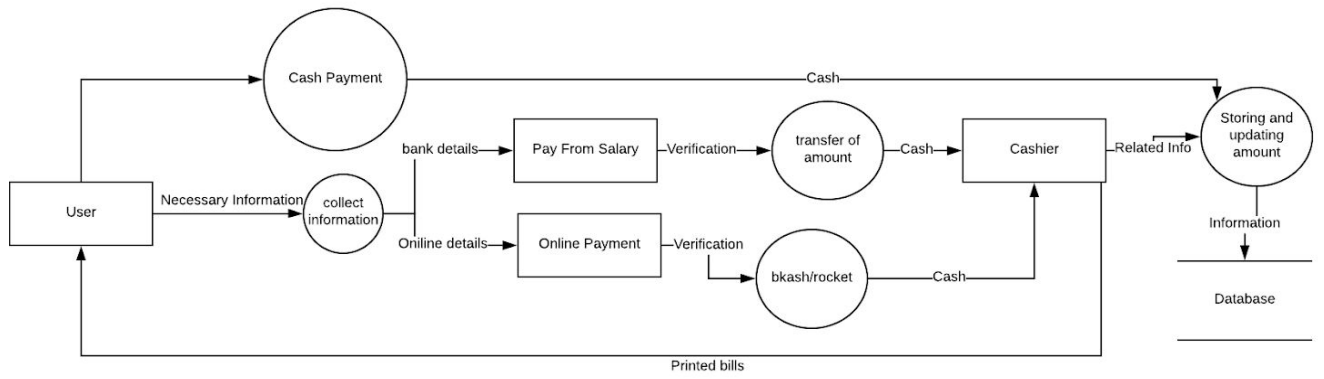 Cash Payment
Cash
Storing and
updating
amount
bank details
Pay From Salary
Verification
transfer of
amount
Cash
Cashier
Related Info
User
Necessary Information
collect
information
Oniline details
Online Payment
Verification
bkash/rocket
Cash
Information
Database
Printed bills